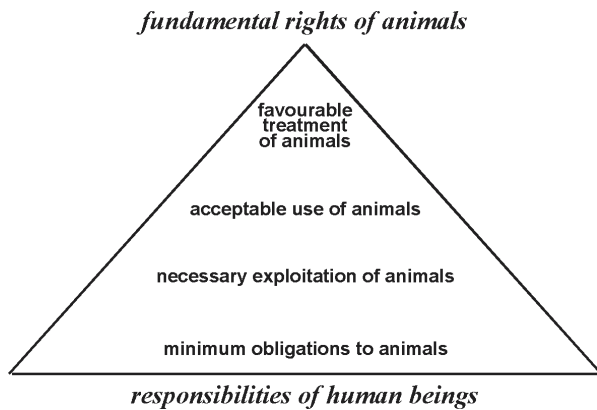 fundamental rights of animals
favourable
treatment
of animals
acceptable use of animals
necessary exploitation of animals
minimum obligations to animals
responsibilities of human beings